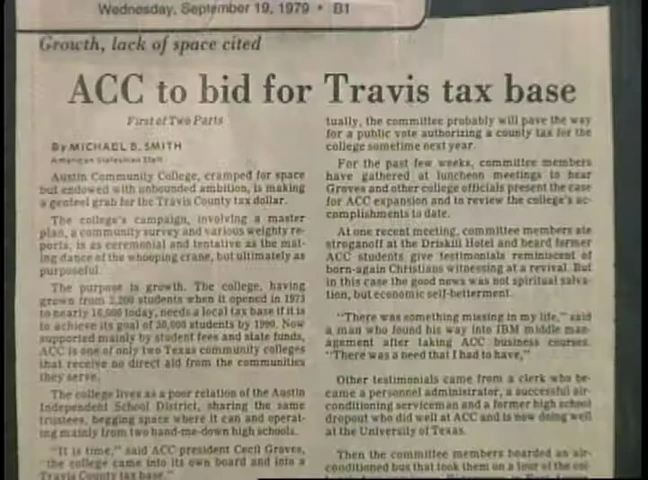 Wednesday, September 19, 1979 • B1
Growth, lack of space cited
ACC to bid for Travis tax base
First of Two Parts
By MICHAEL B. SMITH
American-Statesman Staff
Austin Community College, cramped for space
but endowed with unbounded ambition, is making
a genteel grab for the Travis County tax dollar.
The college's campaign, involving a master
plan, a community survey and various weighty re-
ports, is as ceremonial and tentative as the mat-
ing dance of the whooping crane, but ultimately as
purposeful.
The purpose is growth. The college, having
grown from 2,200 students when it opened in 1973
to nearly 16,000 today, needs a local tax base if it is
to achieve its goal of 30,000 students by 1990. Now
supported mainly by student fees and state funds,
ACC is one of only two Texas community colleges
that receive no direct aid from the communities
they serve.
The college lives as a poor relation of the Austin
Independent School District, sharing the same
trustees, begging space where it can and operat-
ing mainly from two hand-me-down high schools.
"It is time," said ACC president Cecil Groves,
"the college came into its own board and into a
Travis County tax base."
tually, the committee probably will pave the way
for a public vote authorizing a county tax for the
college sometime next year.
For the past few weeks, committee members
have gathered at luncheon meetings to hear
Groves and other college officials present the case
for ACC expansion and to review the college's ac-
complishments to date.
At one recent meeting, committee members ate
stroganoff at the Driskill Hotel and heard former
ACC students give testimonials reminiscent of
born-again Christians witnessing at a revival. But
in this case the good news was not spiritual salva-
tion, but economic self-betterment.
"There was something missing in my life," said
a man who found his way into IBM middle man-
agement after taking ACC business courses.
"There was a need that I had to have,"
Other testimonials came from a clerk who be-
came a personnel administrator, a successful air-
conditioning serviceman and a former high school
dropout who did well at ACC and is now doing well
at the University of Texas.
Then the committee members boarded an air-
conditioned bus that took them on a tour of the col-